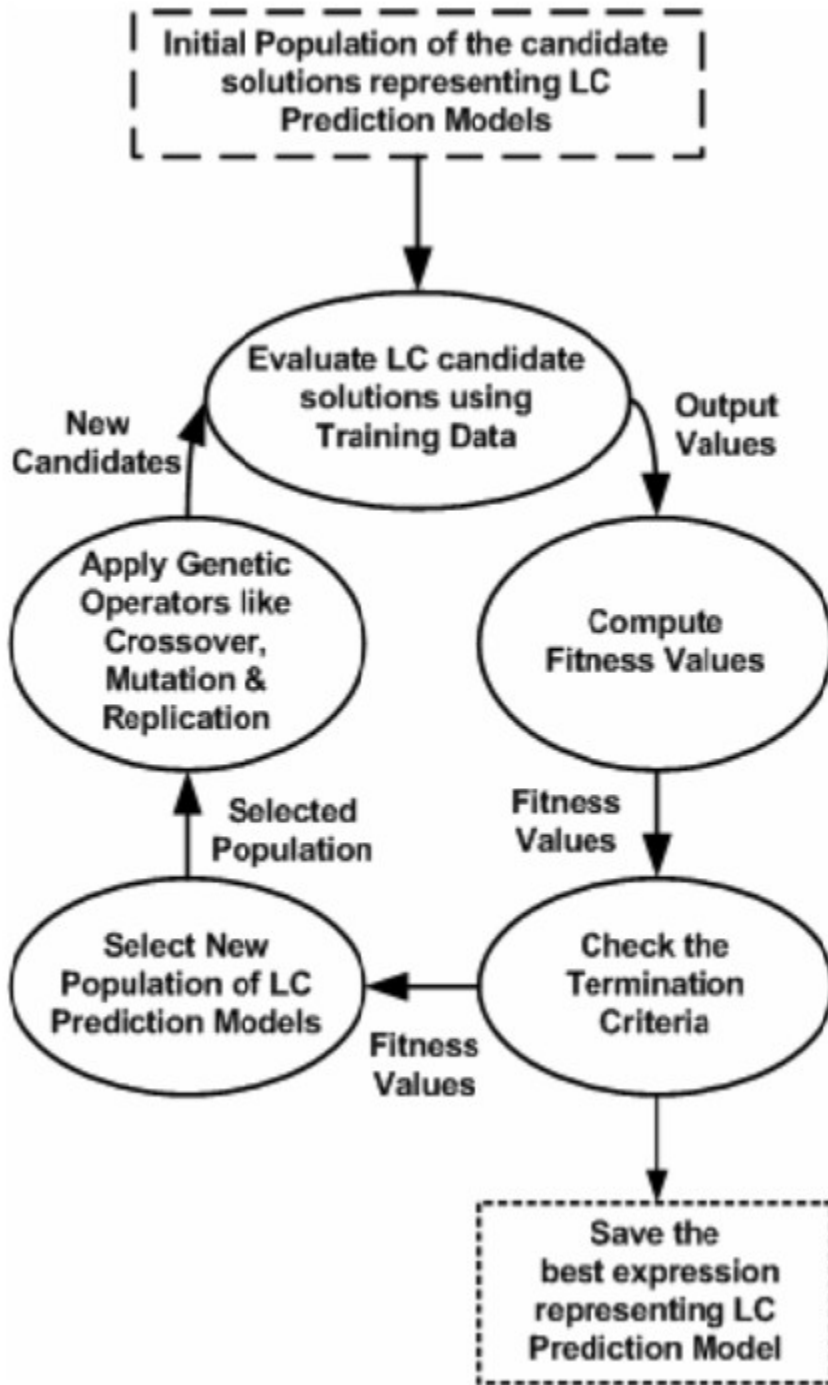 Initial Population of the candidate
solutions representing LC
Prediction Models
Evaluate LC candidate
solutions using
Training Data
Output
Values
Compute
Fitness Values
Fitness
Values
Check the
Termination
Criteria
Fitness
Values
Select New
Population of LC
Prediction Models
Selected
Population
Apply Genetic
Operators like
Crossover,
Mutation &
Replication
New
Candidates
Save the
best expression
representing LC
Prediction Model